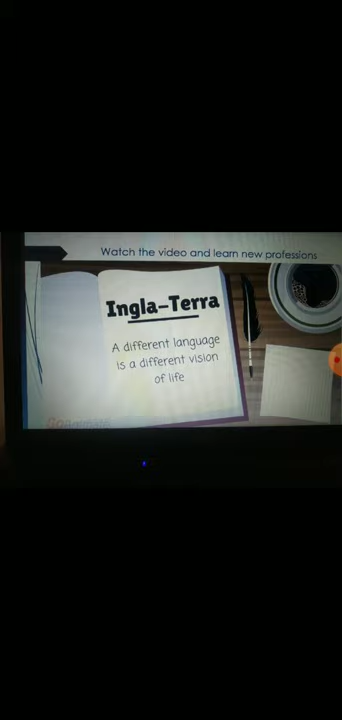 Watch the video and learn new professions
Ingla-Terra
A different language
is a different vision
of life